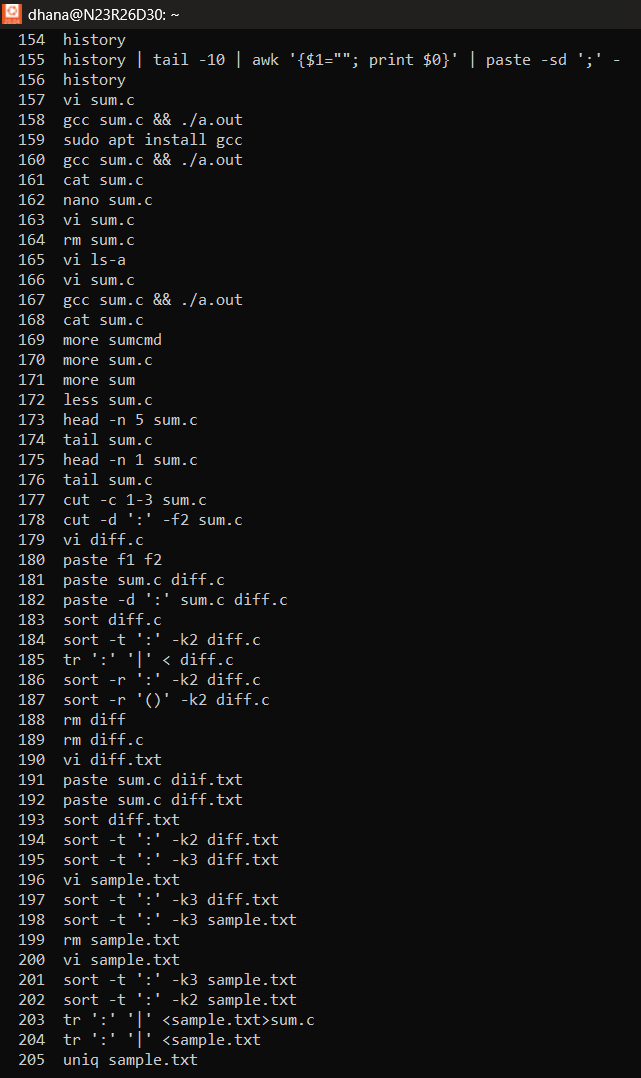 dhana@N23R26D30: ~
154 history
155 history | tail -10 | awk '{$1=""; print $0}' | paste -sd ';' -
156 history
157 vi sum.c
158 gcc sum.c && ./a.out
159 sudo apt install gcc
160 gcc sum.c && ./a.out
161 cat sum.c
162 nano sum.c
163 vi sum.c
164 rm sum.c
165 vi ls-a
166 vi sum.c
167 gcc sum.c && ./a.out
168 cat sum.c
169 more sumcmd
170 more sum.c
171 more sum
172 less sum.c
173 head -n 5 sum.c
174 tail sum.c
175 head -n 1 sum.c
176 tail sum.c
177 cut -c 1-3 sum.c
178 cut -d ':' -f2 sum.c
179 vi diff.c
180 paste f1 f2
181 paste sum.c diff.c
182 paste -d ':' sum.c diff.c
183 sort diff.c
184 sort -t ':' -k2 diff.c
185 tr ':' '|' < diff.c
186 sort -r ':' -k2 diff.c
187 sort -r '()' -k2 diff.c
188 rm diff
189 rm diff.c
190 vi diff.txt
191 paste sum.c diif.txt
192 paste sum.c diff.txt
193 sort diff.txt
194 sort -t ':' -k2 diff.txt
195 sort -t ':' -k3 diff.txt
196 vi sample.txt
197 sort -t ':' -k3 diff.txt
198 sort -t ':' -k3 sample.txt
199 rm sample.txt
200 vi sample.txt
201 sort -t ':' -k3 sample.txt
202 sort -t ':' -k2 sample.txt
203 tr ':' '|' <sample.txt>sum.c
204 tr ':' '|' <sample.txt
205 uniq sample.txt